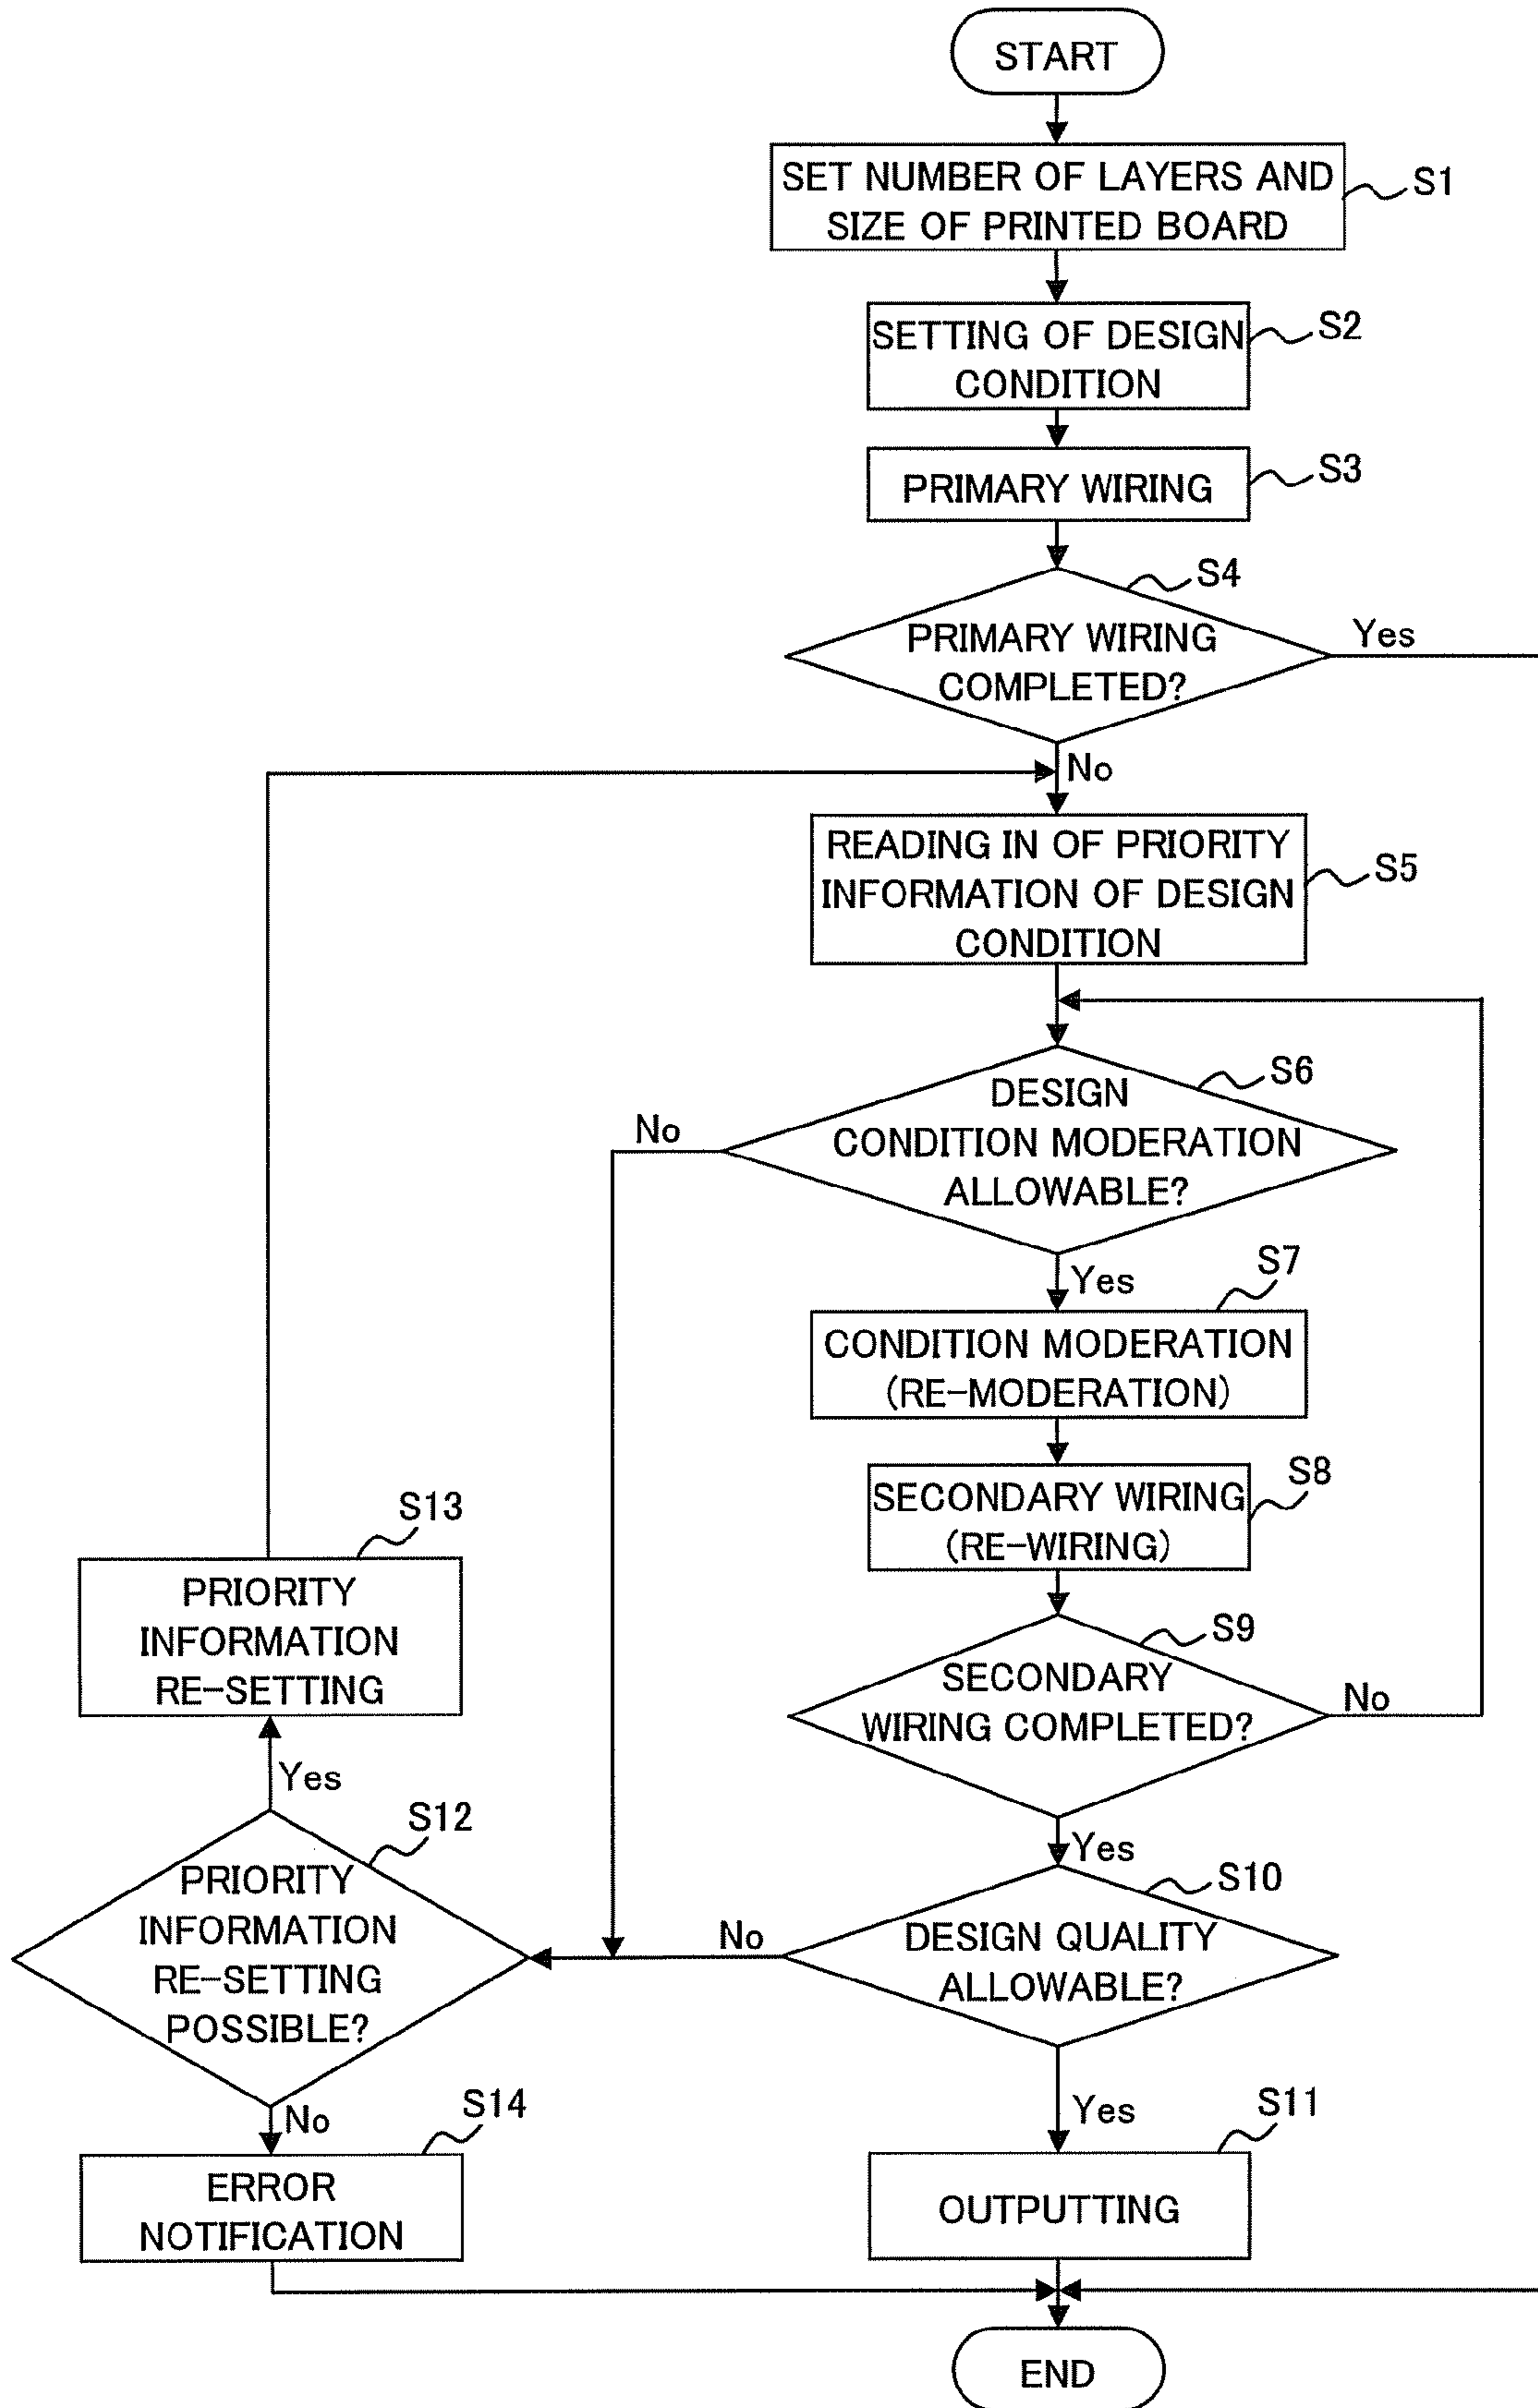 START
SET NUMBER OF LAYERS AND
SIZE OF PRINTED BOARD
S1
SETTING OF DESIGN
CONDITION
S2
PRIMARY WIRING
S3
S4
PRIMARY WIRING
COMPLETED?
Yes
No
READING IN OF PRIORITY
INFORMATION OF DESIGN
CONDITION
S5
S6
DESIGN
CONDITION MODERATION
ALLOWABLE?
No
Yes
S7
CONDITION MODERATION
(RE-MODERATION)
S8
SECONDARY WIRING
(RE-WIRING)
S9
SECONDARY
WIRING COMPLETED?
No
Yes
S10
DESIGN QUALITY
ALLOWABLE?
No
Yes
S11
OUTPUTTING
S13
PRIORITY
INFORMATION
RE-SETTING
Yes
S12
PRIORITY
INFORMATION
RE-SETTING
POSSIBLE?
No
S14
ERROR
NOTIFICATION
END